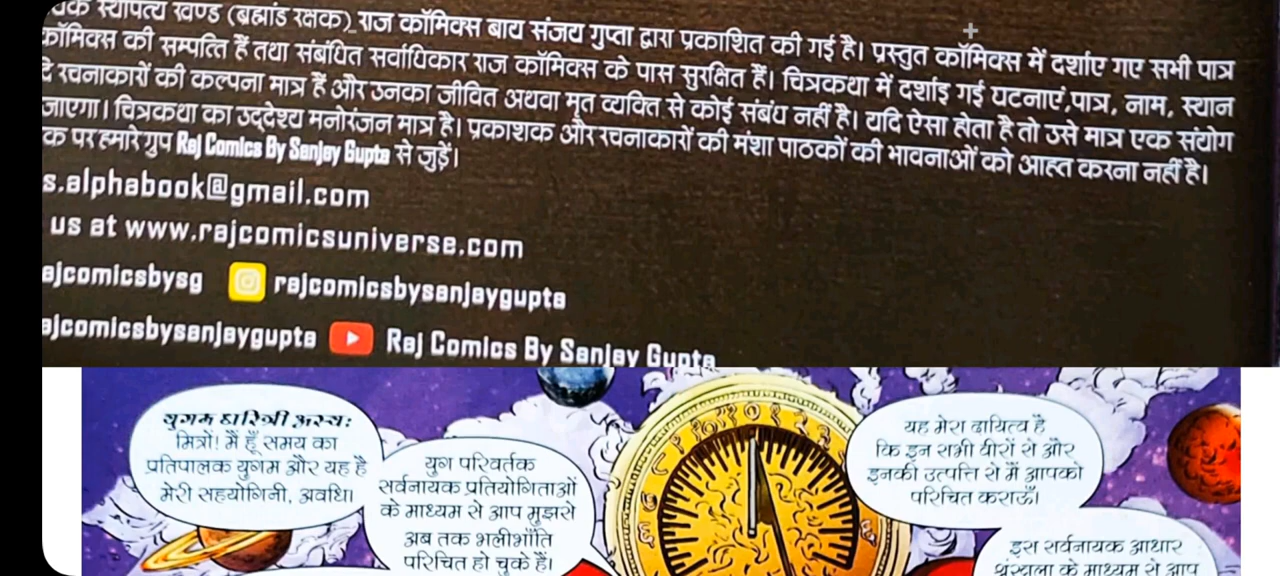 स्थापत्य खण्ड (ब्रह्मांड रक्षक) राज कॉमिक्स बाय संजय गुप्ता द्वारा प्रकाशित की गई है। प्रस्तुत कॉमिक्स में दर्शाए गए सभी पात्र
कॉमिक्स की सम्पत्ति हैं तथा संबंधित सर्वाधिकार राज कॉमिक्स के पास सुरक्षित हैं। चित्रकथा में दर्शाइ गई घटनाएं,पात्र, नाम, स्थान
रचनाकारों की कल्पना मात्र हैं और उनका जीवित अथवा मृत व्यक्ति से कोई संबंध नहीं है। यदि ऐसा होता है तो उसे मात्र एक संयोग
जाएगा। चित्रकथा का उद्देश्य मनोरंजन मात्र है। प्रकाशक और रचनाकारों की मंशा पाठकों की भावनाओं को आहत करना नहीं है।
क पर हमारे ग्रुप Raj Comics By Sanjay Gupta से जुड़ें।
s.alphabook@gmail.com
us at www.rajcomicsuniverse.com
ajcomicsbysg rajcomicsbysanjaygupta
ajcomicsbysanjaygupta Raj Comics By Sanjay Gupta
युगम धारित्री अस्यः
मित्रो! मैं हूँ समय का
प्रतिपालक युगम और यह है
मेरी सहयोगिनी, अवधि।
युग परिवर्तक
सर्वनायक प्रतियोगिताओं
के माध्यम से आप मुझसे
अब तक भलीभाँति
परिचित हो चुके हैं।
यह मेरा दायित्व है
कि इन सभी वीरों से और
इनकी उत्पत्ति से मैं आपको
परिचित कराऊँ।
इस सर्वनायक आधार
श्रंखला के माध्यम से आप